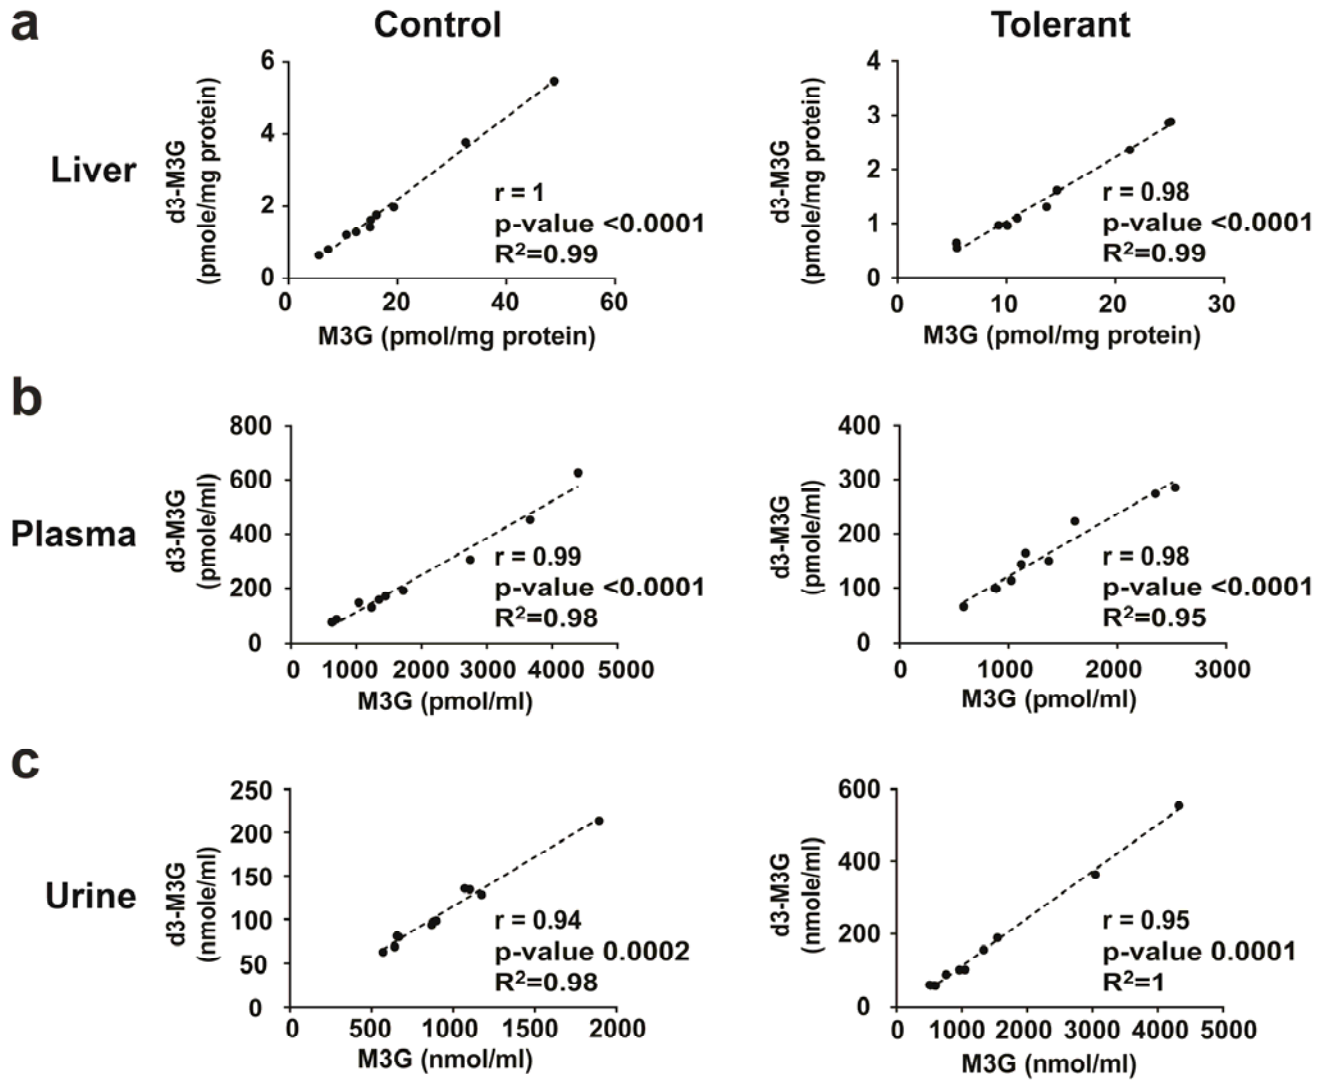 a
Control
Tolerant
Liver
d3-M3G
(pmole/mg protein)
6
4
2
0
0 20 40 60
M3G (pmol/mg protein)
r = 1
p-value <0.0001
R²=0.99
d3-M3G
(pmole/mg protein)
4
3
2
1
0
0 10 20 30
M3G (pmol/mg protein)
r = 0.98
p-value <0.0001
R²=0.99
b
Plasma
d3-M3G
(pmole/ml)
800
600
400
200
0
0 1000 2000 3000 4000 5000
M3G (pmol/ml)
r = 0.99
p-value <0.0001
R²=0.98
d3-M3G
(pmole/ml)
400
300
200
100
0
0 1000 2000 3000
M3G (pmol/ml)
r = 0.98
p-value <0.0001
R²=0.95
c
Urine
d3-M3G
(nmole/ml)
250
200
150
100
50
0
0 500 1000 1500 2000
M3G (nmol/ml)
r = 0.94
p-value 0.0002
R²=0.98
d3-M3G
(nmole/ml)
600
400
200
0
0 1000 2000 3000 4000 5000
M3G (nmol/ml)
r = 0.95
p-value 0.0001
R²=1